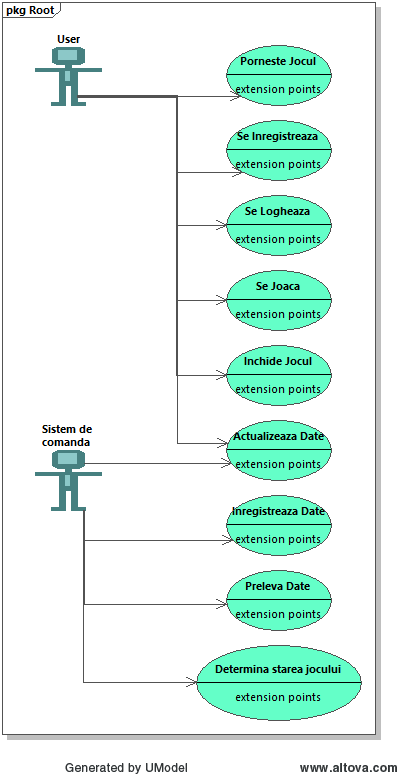 pkg Root
User
Porneste Jocul
extension points
Se Inregistreaza
extension points
Se Logheaza
extension points
Se Joaca
extension points
Inchide Jocul
extension points
Sistem de
comanda
Actualizeaza Date
extension points
Inregistreaza Date
extension points
Preleva Date
extension points
Determina starea jocului
extension points
Generated by UModel
www.altova.com